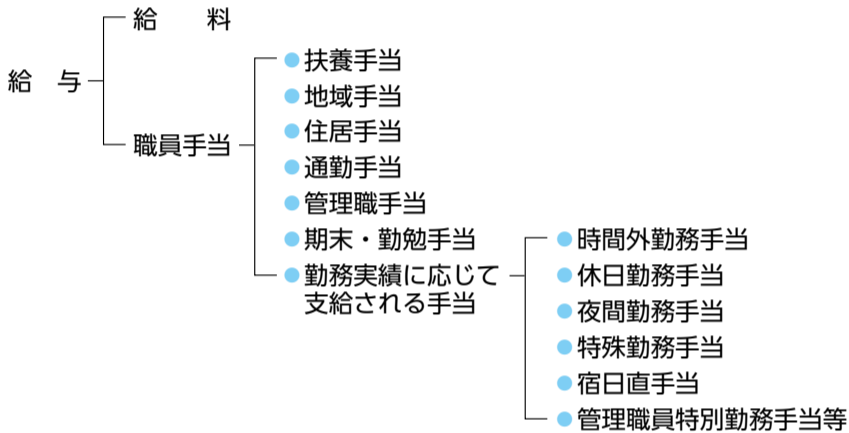 給　与
給　　料
職員手当
●扶養手当
●地域手当
●住居手当
●通勤手当
●管理職手当
●期末・勤勉手当
●勤務実績に応じて
支給される手当
●時間外勤務手当
●休日勤務手当
●夜間勤務手当
●特殊勤務手当
●宿日直手当
●管理職員特別勤務手当等